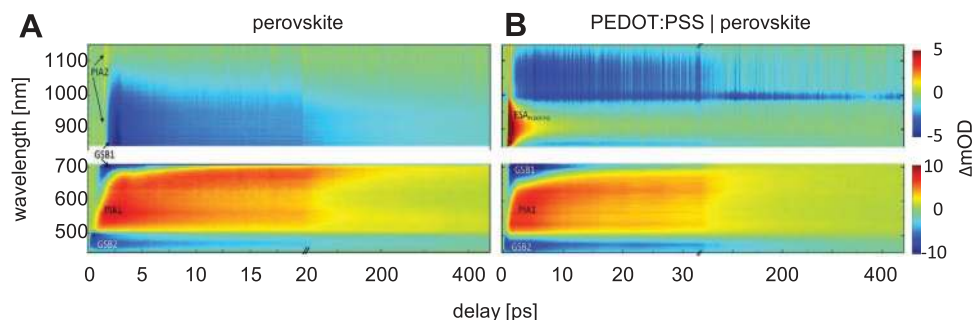 A
perovskite
B
PEDOT:PSS | perovskite
wavelength [nm]
1100
1000
900
700
600
500
PIA2
GSB1
GSB2
GSB1
PIA1
GSB2
5
0
-5
10
0
-10
ΔmOD
0 5 10 15 20 200 400
0 10 20 30 200 400
delay [ps]